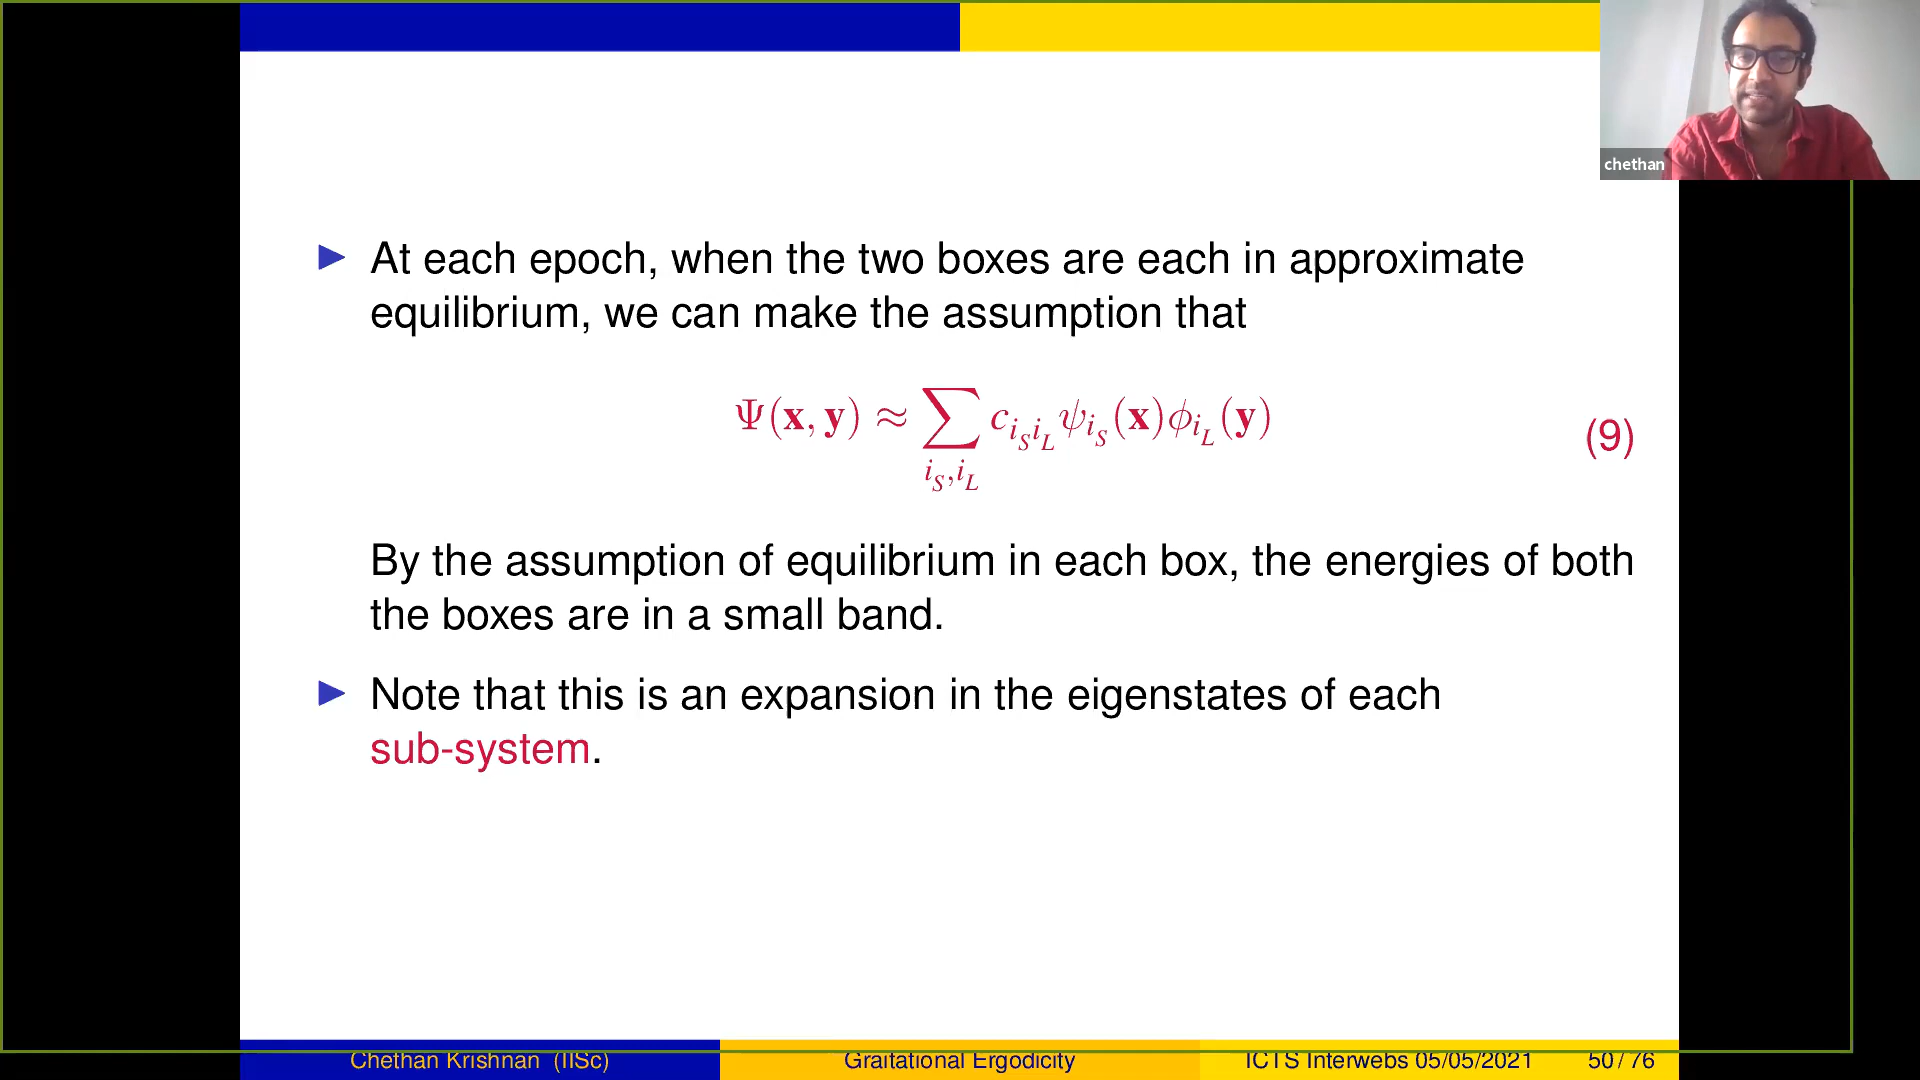 chethan
At each epoch, when the two boxes are each in approximate
equilibrium, we can make the assumption that
Ψ(x, y) ≈ ∑_{i_S,i_L} c_{i_S i_L} ψ_{i_S}(x) ϕ_{i_L}(y) (9)
By the assumption of equilibrium in each box, the energies of both
the boxes are in a small band.
Note that this is an expansion in the eigenstates of each
sub-system.
Chethan Krishnan (IISc) Graitational Ergodicity ICTS Interwebs 05/05/2021 50 / 76